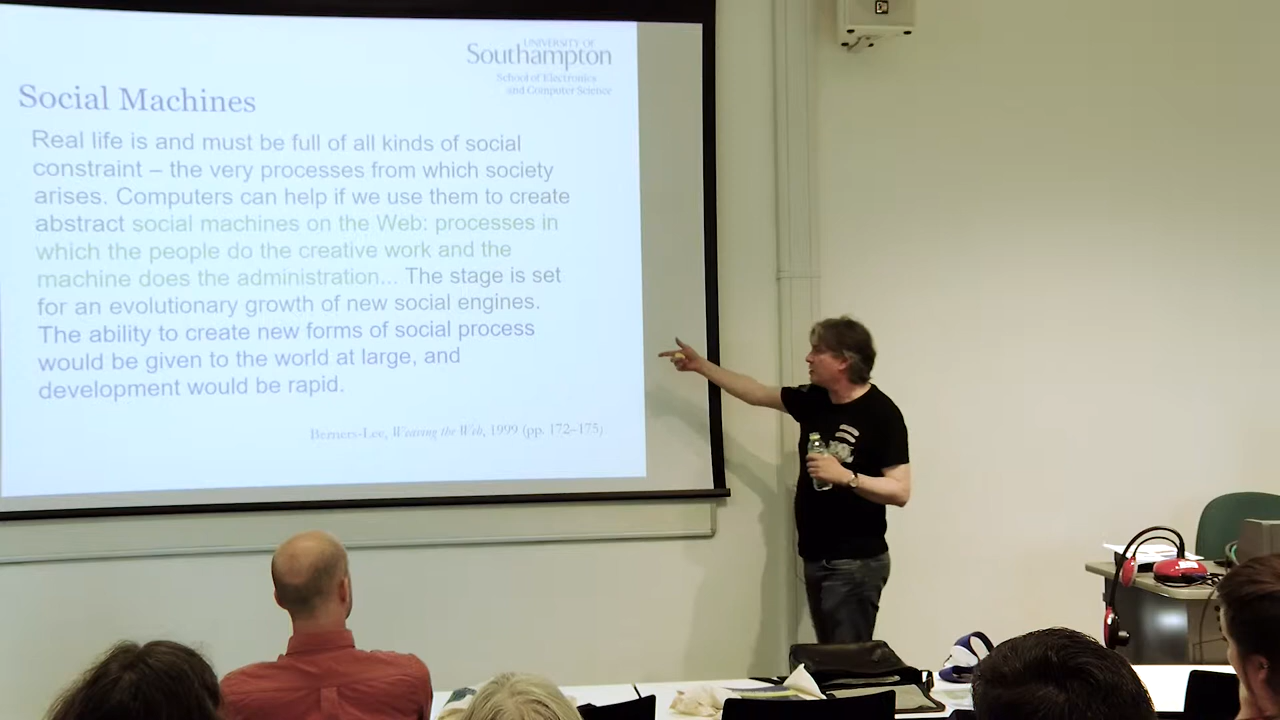 UNIVERSITY OF
Southampton
School of Electronics
and Computer Science
Social Machines
Real life is and must be full of all kinds of social
constraint – the very processes from which society
arises. Computers can help if we use them to create
abstract social machines on the Web: processes in
which the people do the creative work and the
machine does the administration... The stage is set
for an evolutionary growth of new social engines.
The ability to create new forms of social process
would be given to the world at large, and
development would be rapid.
Berners-Lee, Weaving the Web, 1999 (pp. 172–175)